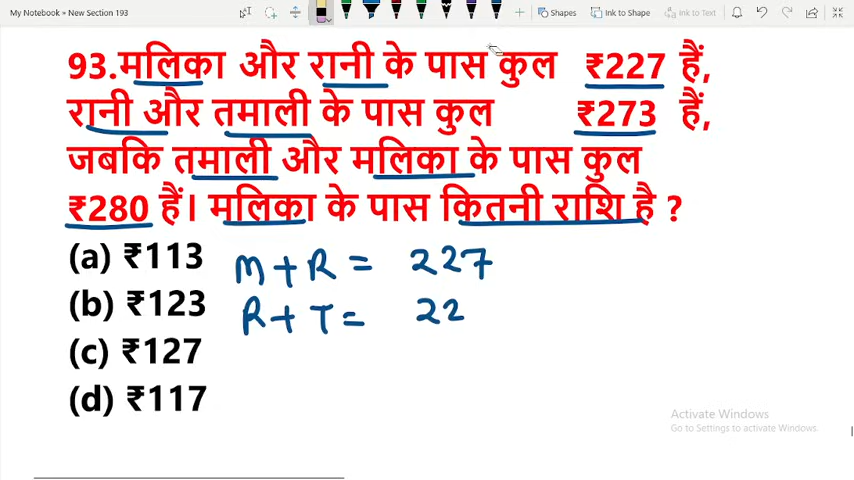 My Notebook » New Section 193
Shapes
Ink to Shape
Ink to Text
93.मलिका और रानी के पास कुल ₹227 हैं,
रानी और तमाली के पास कुल ₹273 हैं,
जबकि तमाली और मलिका के पास कुल
₹280 हैं। मलिका के पास कितनी राशि है ?
(a) ₹113
M + R = 227
(b) ₹123
R + T = 22
(c) ₹127
(d) ₹117
Activate Windows
Go to Settings to activate Windows.